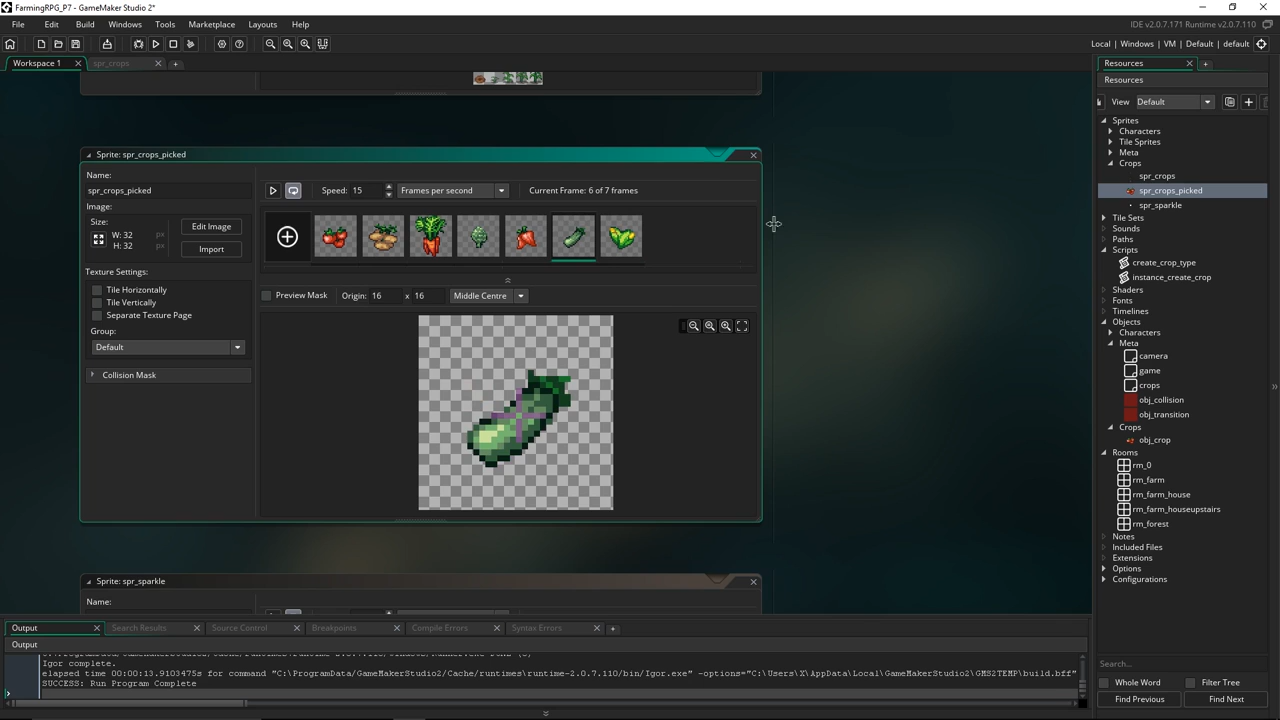 FarmingRPG_P7 - GameMaker Studio 2*
File Edit Build Windows Tools Marketplace Layouts Help
IDE v2.0.7.171 Runtime v2.0.7.110
Local | Windows | VM | Default | default
Workspace 1 spr_crops
Resources
Resources
View Default
Sprites
Characters
Tile Sprites
Meta
Crops
spr_crops
spr_crops_picked
spr_sparkle
Tile Sets
Sounds
Paths
Scripts
create_crop_type
instance_create_crop
Shaders
Fonts
Timelines
Objects
Characters
Meta
camera
game
crops
obj_collision
obj_transition
Crops
obj_crop
Rooms
rm_0
rm_farm
rm_farm_house
rm_farm_houseupstairs
rm_forest
Notes
Included Files
Extensions
Options
Configurations
Search...
Whole Word Filter Tree
Find Previous Find Next
Sprite: spr_crops_picked
Name:
spr_crops_picked
Image:
Size:
W: 32 px
H: 32 px
Edit Image
Import
Texture Settings:
Tile Horizontally
Tile Vertically
Separate Texture Page
Group:
Default
Collision Mask
Speed: 15 Frames per second Current Frame: 6 of 7 frames
Preview Mask Origin: 16 x 16 Middle Centre
Sprite: spr_sparkle
Name:
Output Search Results Source Control Breakpoints Compile Errors Syntax Errors
Output
Igor complete.
elapsed time 00:00:13.9103475s for command "C:\ProgramData/GameMakerStudio2/Cache/runtimes\runtime-2.0.7.110/bin/Igor.exe" -options="C:\Users\X\AppData\Local\GameMakerStudio2\GMS2TEMP\build.bff"
SUCCESS: Run Program Complete